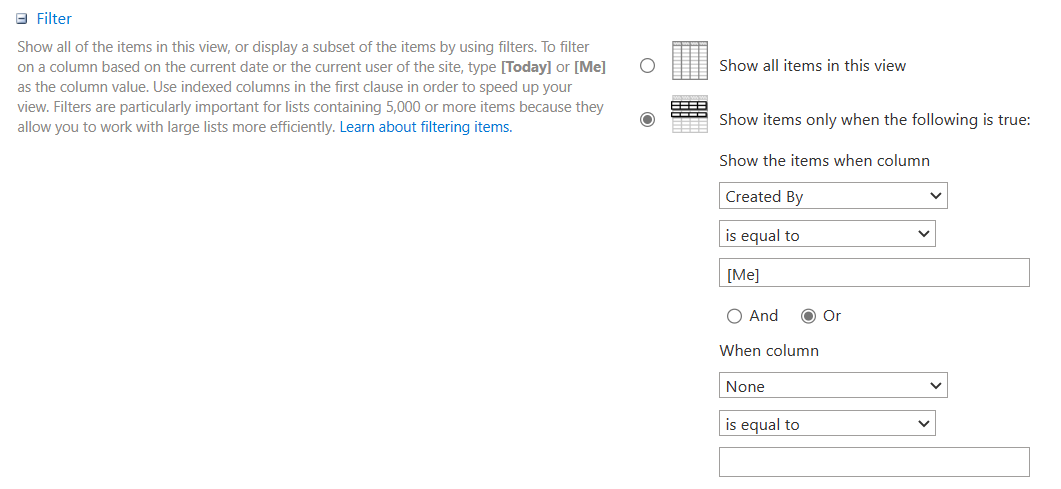 Filter
Show all of the items in this view, or display a subset of the items by using filters. To filter
on a column based on the current date or the current user of the site, type [Today] or [Me]
as the column value. Use indexed columns in the first clause in order to speed up your
view. Filters are particularly important for lists containing 5,000 or more items because they
allow you to work with large lists more efficiently. Learn about filtering items.
Show all items in this view
Show items only when the following is true:
Show the items when column
Created By
is equal to
[Me]
And Or
When column
None
is equal to